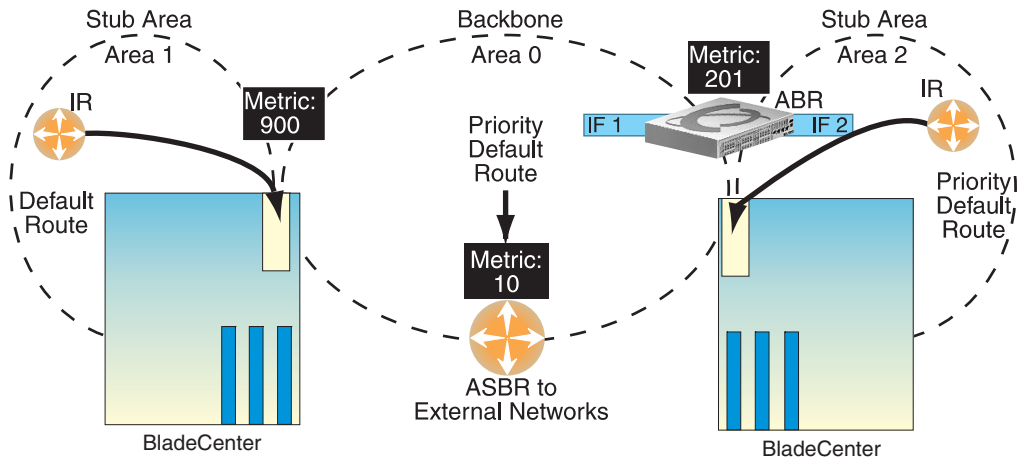 Stub Area
Area 1
IR
Metric:
900
Default
Route
BladeCenter
Backbone
Area 0
Priority
Default
Route
Metric:
10
ASBR to
External Networks
Stub Area
Area 2
Metric:
201
ABR
IF 1
IF 2
IR
Priority
Default
Route
BladeCenter